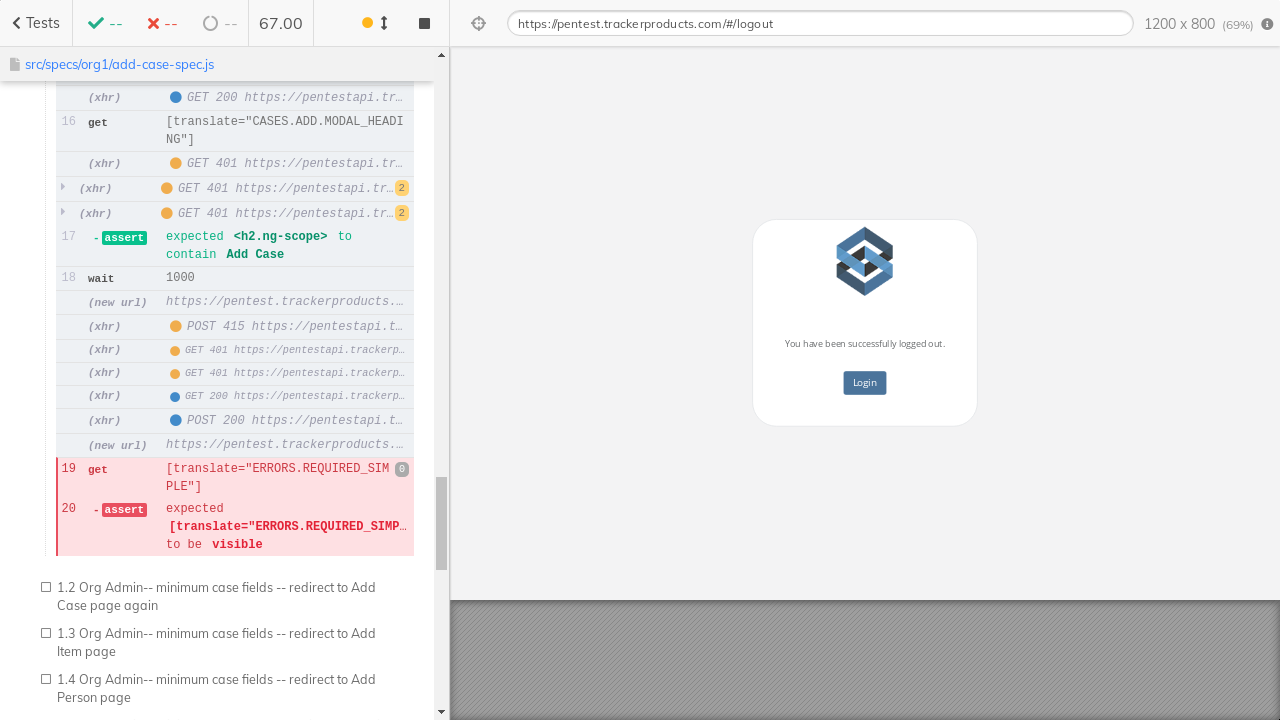 Tests
--
--
--
67.00
https://pentest.trackerproducts.com/#/logout
1200 x 800 (69%)
src/specs/org1/add-case-spec.js
(xhr) GET 200 https://pentestapi.tr…
16 get [translate="CASES.ADD.MODAL_HEADI
NG"]
(xhr) GET 401 https://pentestapi.tr…
(xhr) GET 401 https://pentestapi.tr… 2
(xhr) GET 401 https://pentestapi.tr… 2
17 - assert expected <h2.ng-scope> to
contain Add Case
18 wait 1000
(new url) https://pentest.trackerproducts.…
(xhr) POST 415 https://pentestapi.t…
(xhr) GET 401 https://pentestapi.trackerp…
(xhr) GET 401 https://pentestapi.trackerp…
(xhr) GET 200 https://pentestapi.trackerp…
(xhr) POST 200 https://pentestapi.t…
(new url) https://pentest.trackerproducts.…
19 get [translate="ERRORS.REQUIRED_SIM 0
PLE"]
20 - assert expected
[translate="ERRORS.REQUIRED_SIMP…
to be visible
1.2 Org Admin-- minimum case fields -- redirect to Add
Case page again
1.3 Org Admin-- minimum case fields -- redirect to Add
Item page
1.4 Org Admin-- minimum case fields -- redirect to Add
Person page
You have been successfully logged out.
Login